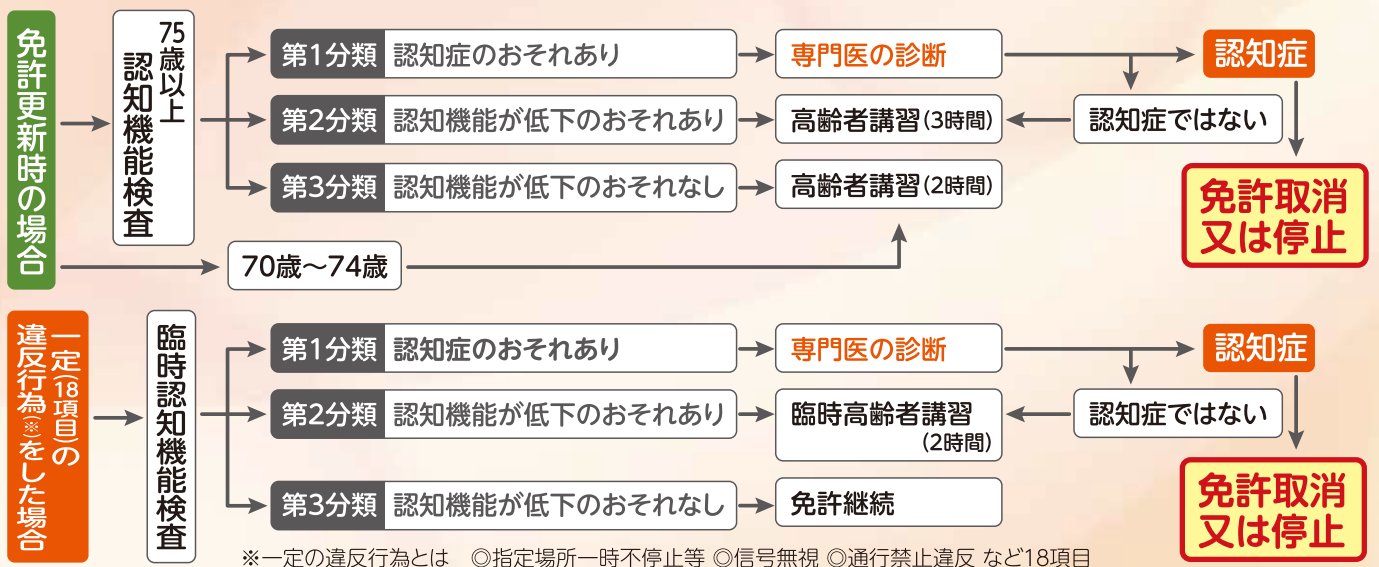 免許更新時の場合
75歳以上
認知機能検査
第1分類 認知症のおそれあり
専門医の診断
認知症
第2分類 認知機能が低下のおそれあり
高齢者講習(3時間)
認知症ではない
第3分類 認知機能が低下のおそれなし
高齢者講習(2時間)
免許取消
又は停止
70歳〜74歳
一定(18項目)の
違反行為(※)をした場合
臨時認知機能検査
第1分類 認知症のおそれあり
専門医の診断
認知症
第2分類 認知機能が低下のおそれあり
臨時高齢者講習
(2時間)
認知症ではない
第3分類 認知機能が低下のおそれなし
免許継続
免許取消
又は停止
※一定の違反行為とは ◎指定場所一時不停止等 ◎信号無視 ◎通行禁止違反 など18項目